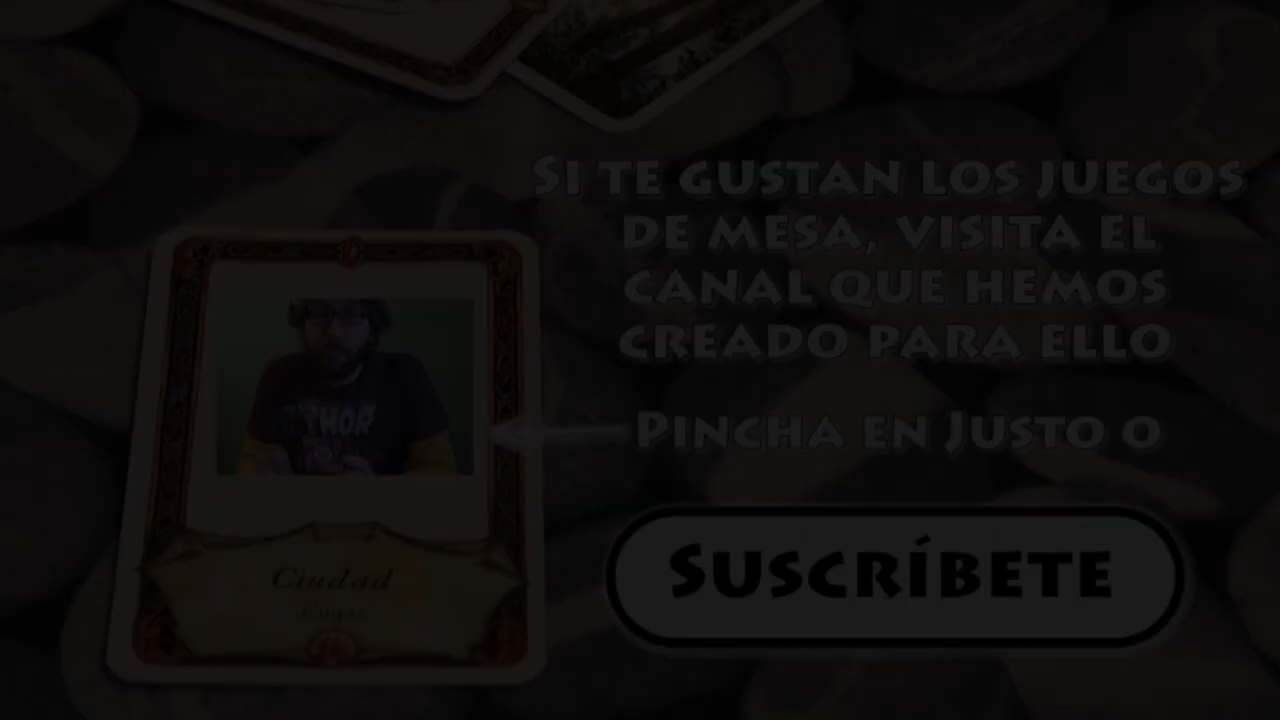 Si te gustan los juegos
de mesa, visita el
canal que hemos
creado para ello
Pincha en Justo o
Suscríbete
Ciudad
Lugar